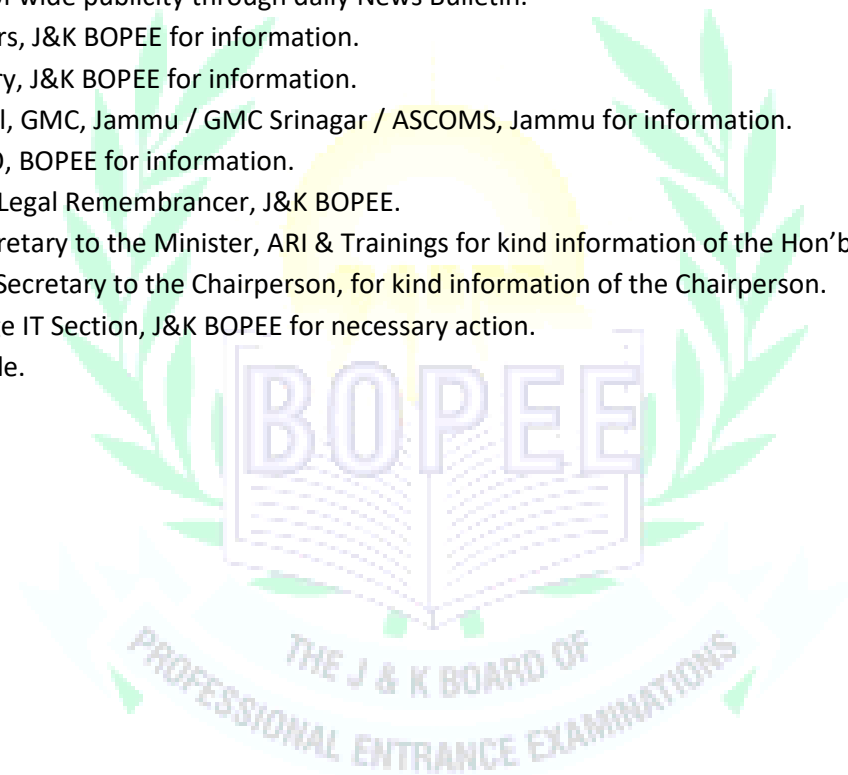 or wide publicity through daily News Bulletin.
rs, J&K BOPEE for information.
ry, J&K BOPEE for information.
l, GMC, Jammu / GMC Srinagar / ASCOMS, Jammu for information.
, BOPEE for information.
Legal Remembrancer, J&K BOPEE.
retary to the Minister, ARI & Trainings for kind information of the Hon’b
Secretary to the Chairperson, for kind information of the Chairperson.
e IT Section, J&K BOPEE for necessary action.
le.
BOPEE
THE J & K BOARD OF
PROFESSIONAL ENTRANCE EXAMINATIONS